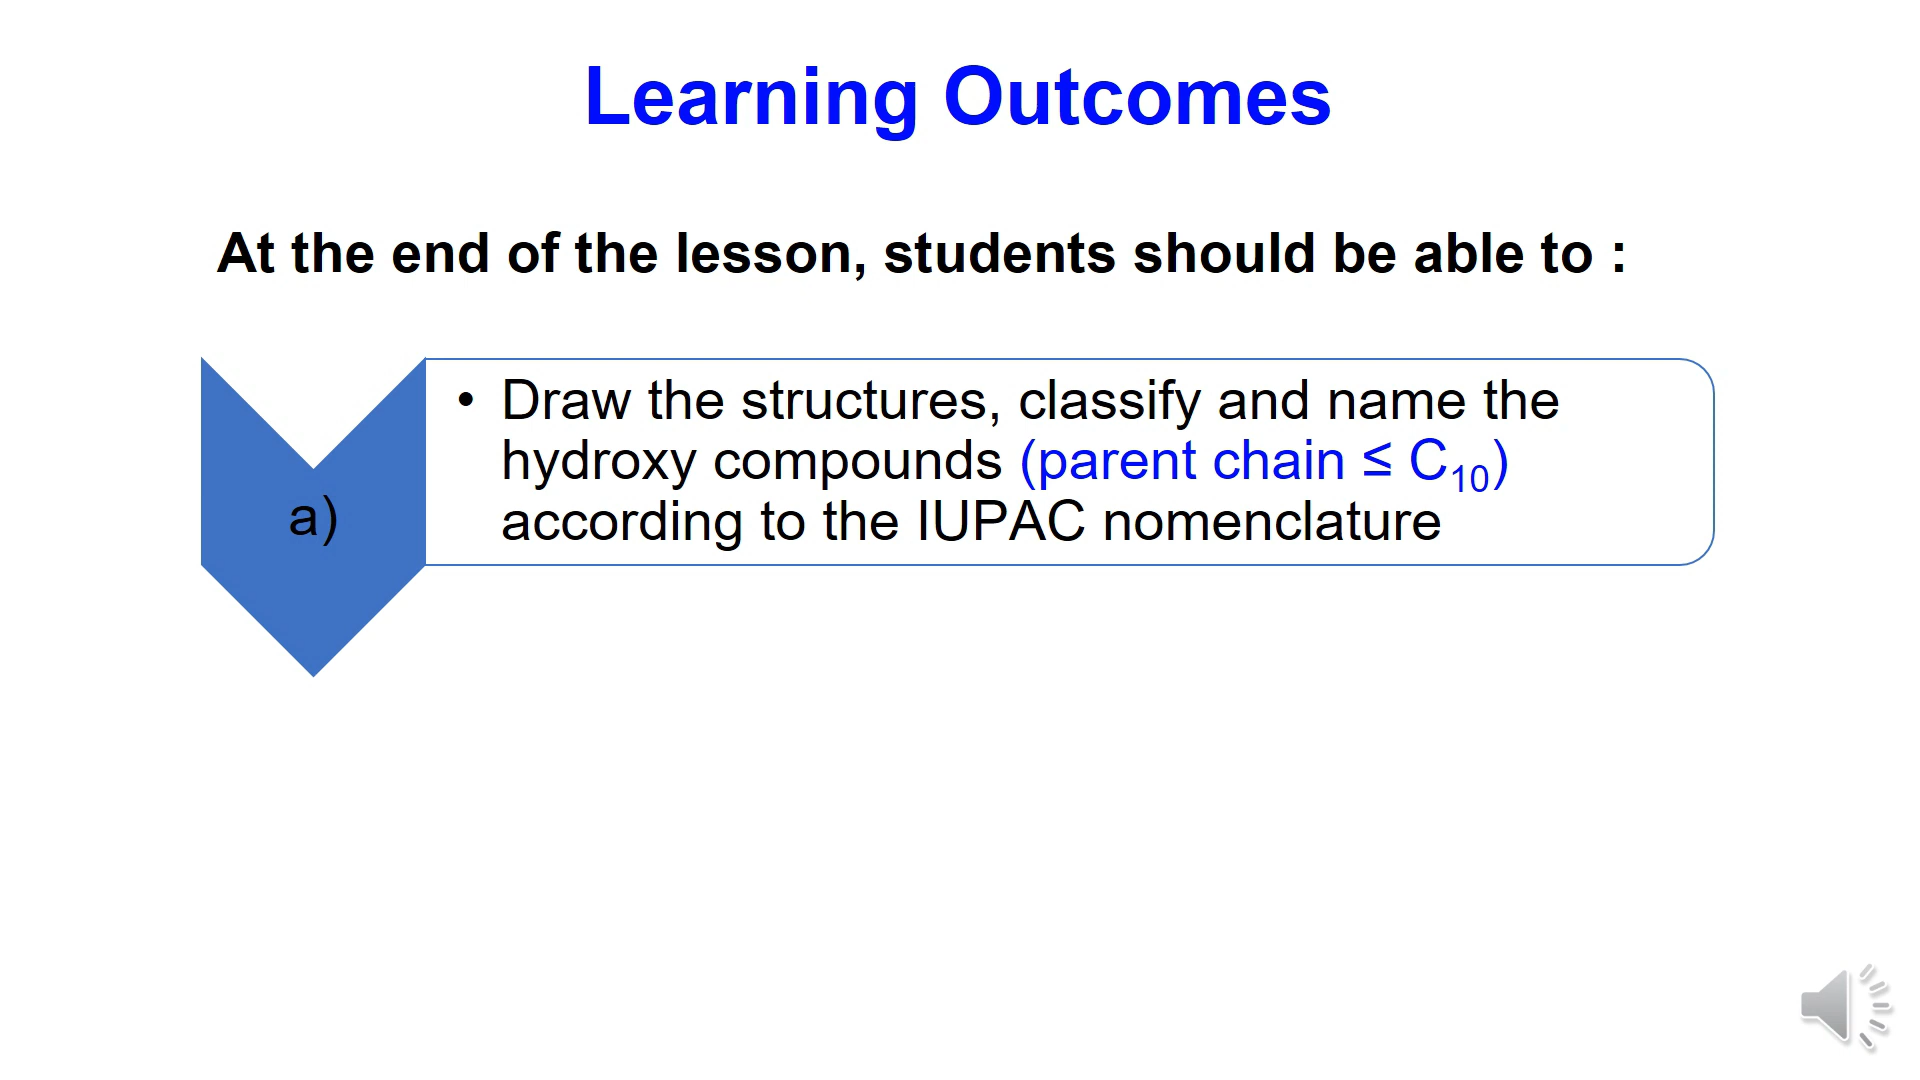 Learning Outcomes
At the end of the lesson, students should be able to :
a)
• Draw the structures, classify and name the
hydroxy compounds (parent chain ≤ C₁₀)
according to the IUPAC nomenclature